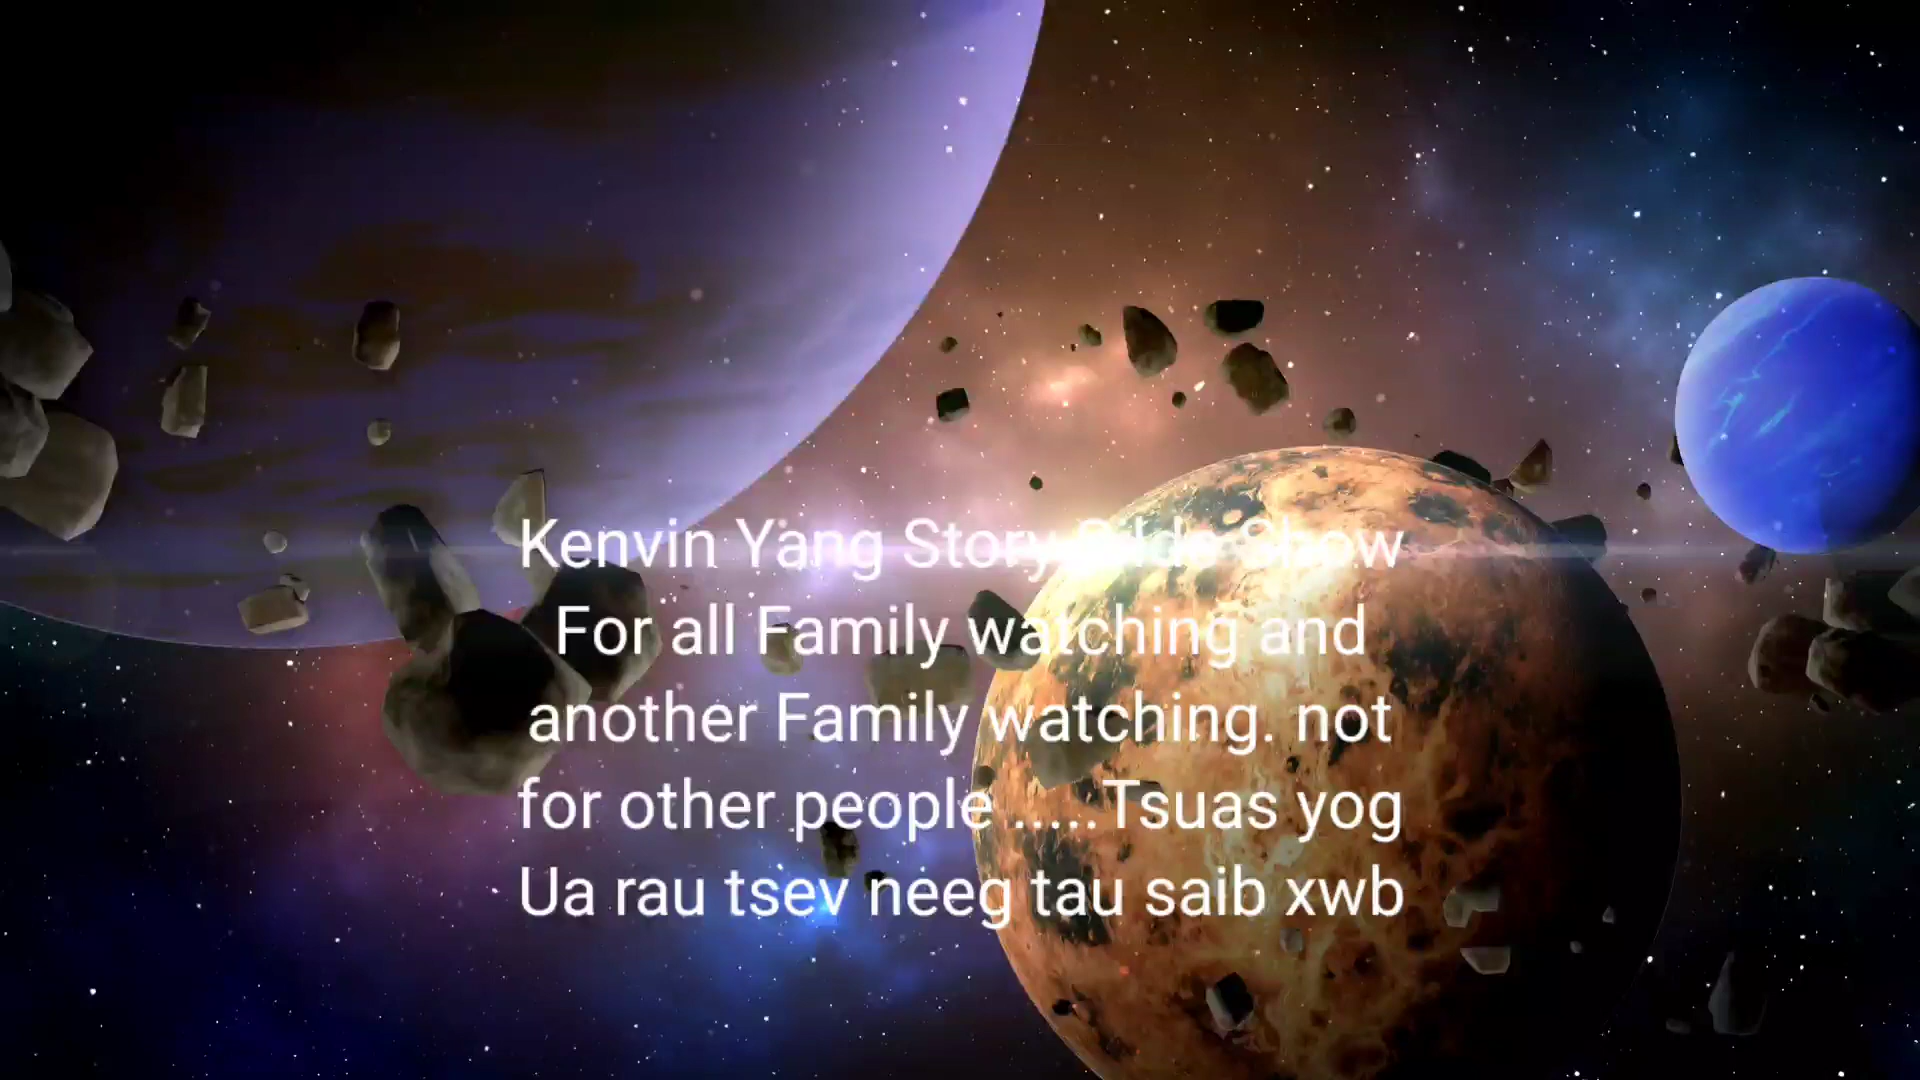 Kenvin Yang Story Show
For all Family watching and
another Family watching. not
for other people .....Tsuas yog
Ua rau tsev neeg tau saib xwb